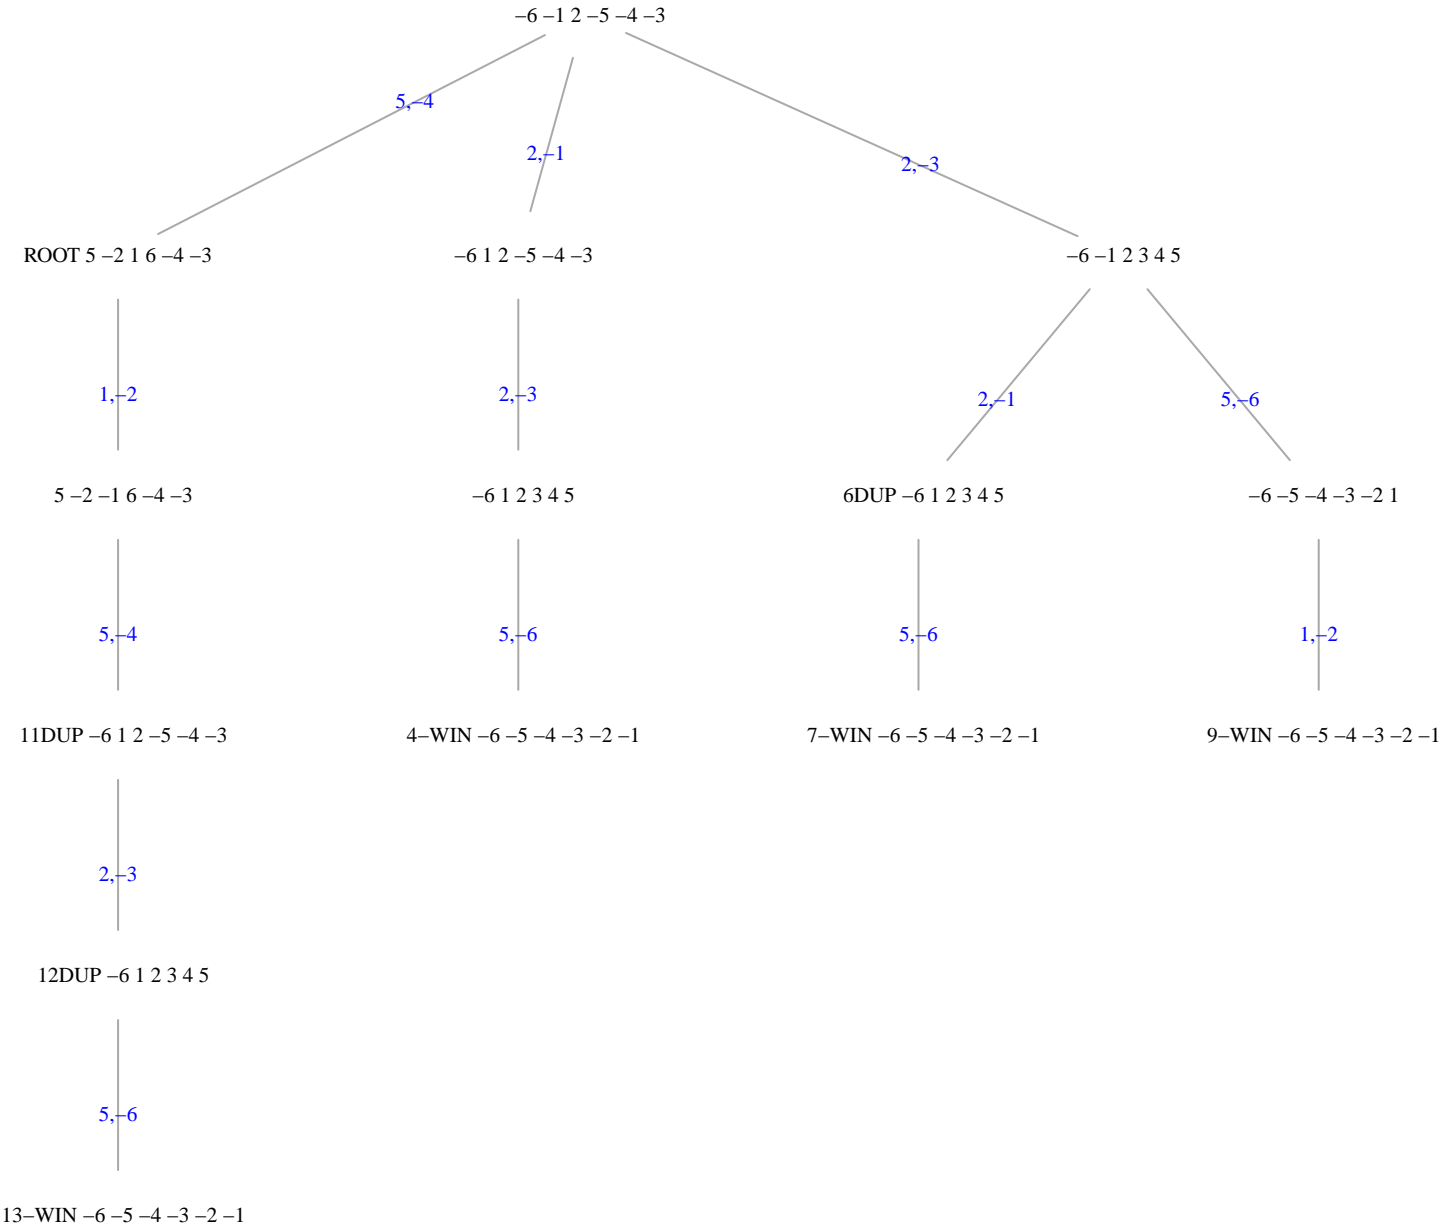 –6 –1 2 –5 –4 –3
5,–4
2,–1
2,–3
ROOT 5 –2 1 6 –4 –3
–6 1 2 –5 –4 –3
–6 –1 2 3 4 5
1,–2
2,–3
2,–1
5,–6
5 –2 –1 6 –4 –3
–6 1 2 3 4 5
6DUP –6 1 2 3 4 5
–6 –5 –4 –3 –2 1
5,–4
5,–6
5,–6
1,–2
11DUP –6 1 2 –5 –4 –3
4–WIN –6 –5 –4 –3 –2 –1
7–WIN –6 –5 –4 –3 –2 –1
9–WIN –6 –5 –4 –3 –2 –1
2,–3
12DUP –6 1 2 3 4 5
5,–6
13–WIN –6 –5 –4 –3 –2 –1